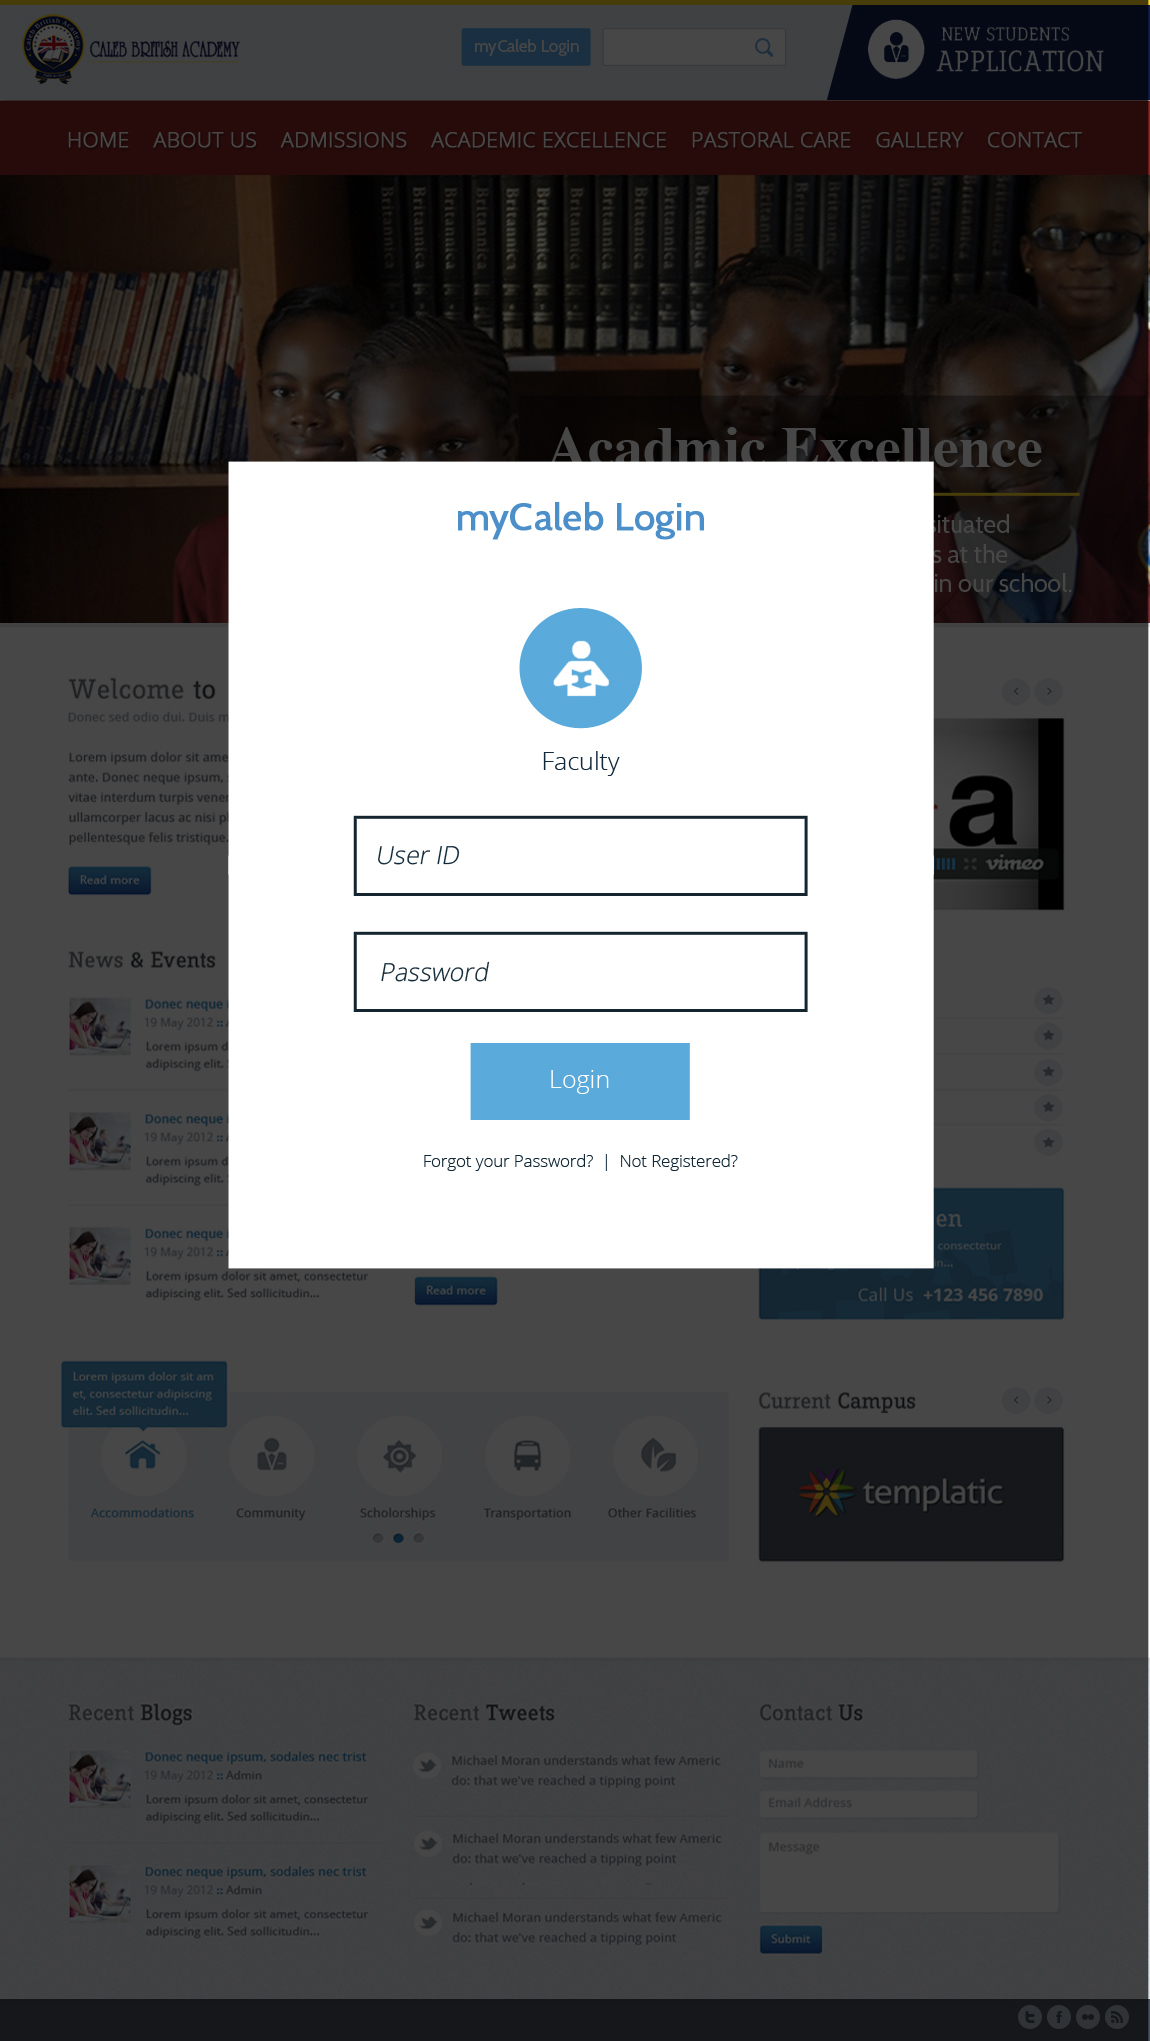 Caleb British Academy
CALEB BRITISH ACADEMY
myCaleb Login
NEW STUDENTS
APPLICATION
HOME ABOUT US ADMISSIONS ACADEMIC EXCELLENCE PASTORAL CARE GALLERY CONTACT
Britannica Britannica Britannica Britannica Britannica Britannica
Acadmic Excellence
situated
s at the
in our school.
myCaleb Login
Faculty
User ID
Password
Login
Forgot your Password? | Not Registered?
Welcome to
Donec sed odio dui. Duis m
Lorem ipsum dolor sit ame
ante. Donec neque ipsum,
vitae interdum turpis vener
ullamcorper lacus ac nisi p
pellentesque felis tristique.
Read more
a
vimeo
News & Events
Donec neque
19 May 2012 ::
Lorem ipsum d
adipiscing elit.
Donec neque
19 May 2012 ::
Lorem ipsum d
adipiscing elit.
Donec neque
19 May 2012 ::
Lorem ipsum dolor sit amet, consectetur
adipiscing elit. Sed sollicitudin...
Read more
en
consectetur
n...
Call Us +123 456 7890
Lorem ipsum dolor sit am
et, consectetur adipiscing
elit. Sed sollicitudin...
Accommodations Community Scholorships Transportation Other Facilities
Current Campus
templatic
Recent Blogs
Donec neque ipsum, sodales nec trist
19 May 2012 :: Admin
Lorem ipsum dolor sit amet, consectetur
adipiscing elit. Sed sollicitudin...
Donec neque ipsum, sodales nec trist
19 May 2012 :: Admin
Lorem ipsum dolor sit amet, consectetur
adipiscing elit. Sed sollicitudin...
Recent Tweets
Michael Moran understands what few Americ
do: that we've reached a tipping point
Michael Moran understands what few Americ
do: that we've reached a tipping point
Michael Moran understands what few Americ
do: that we've reached a tipping point
Contact Us
Name
Email Address
Message
Submit